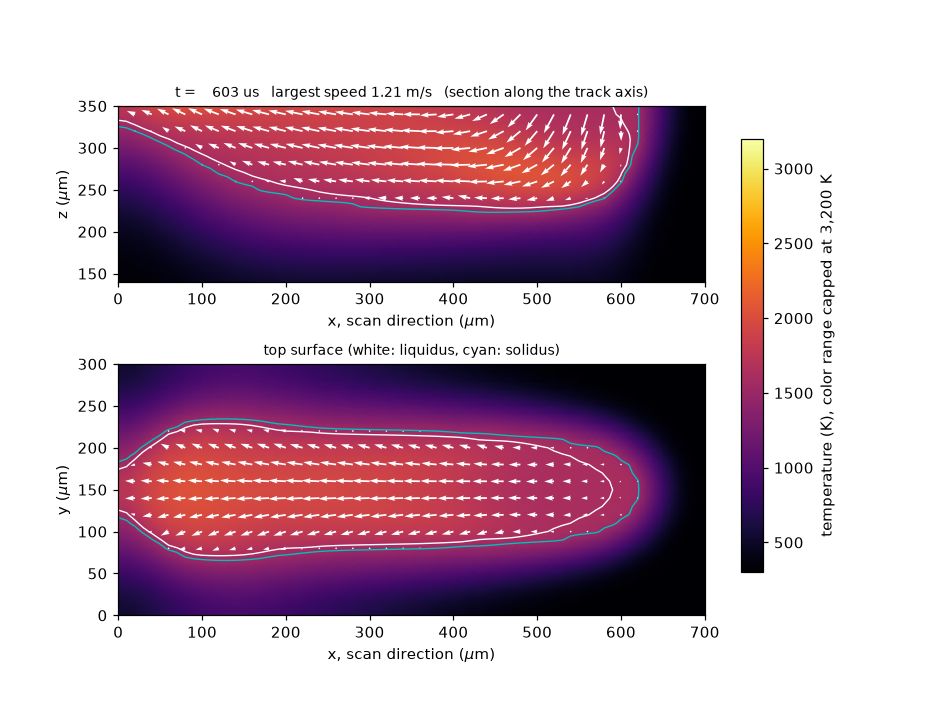 t =    603 us   largest speed 1.21 m/s   (section along the track axis)
350
300
250
200
150
z (μm)
0 100 200 300 400 500 600 700
x, scan direction (μm)
top surface (white: liquidus, cyan: solidus)
300
250
200
150
100
50
0
y (μm)
0 100 200 300 400 500 600 700
x, scan direction (μm)
3000
2500
2000
1500
1000
500
temperature (K), color range capped at 3,200 K